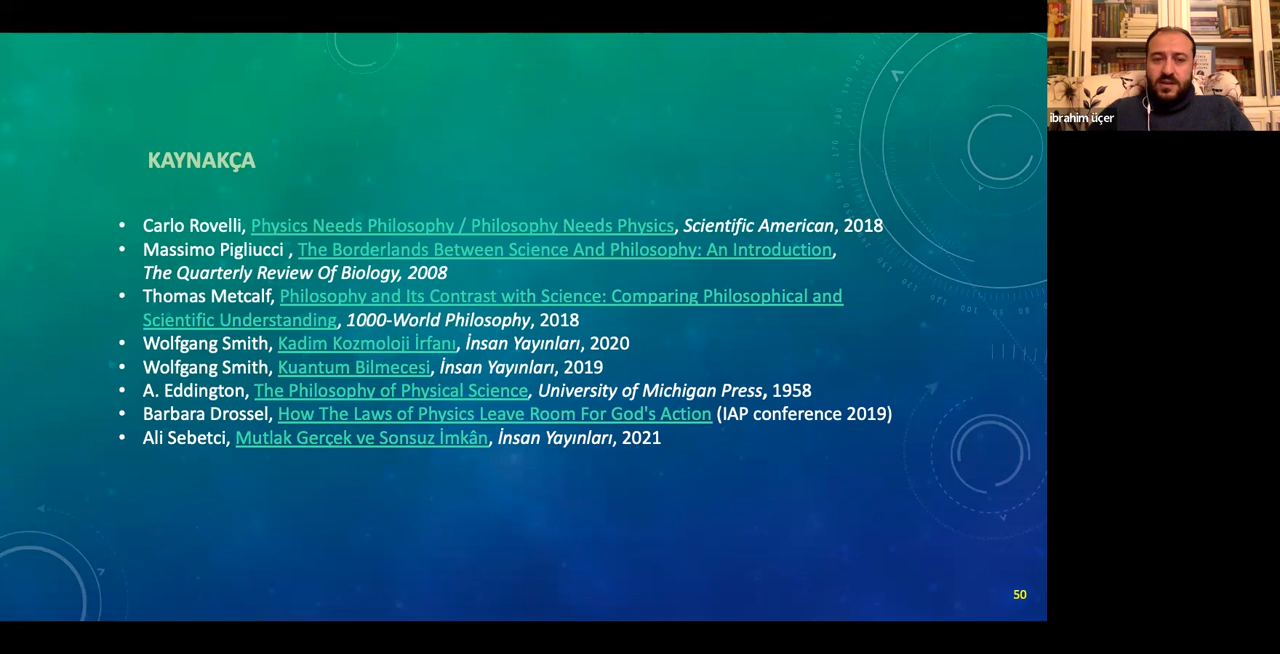 KAYNAKÇA
• Carlo Rovelli, Physics Needs Philosophy / Philosophy Needs Physics, Scientific American, 2018
• Massimo Pigliucci , The Borderlands Between Science And Philosophy: An Introduction,
The Quarterly Review Of Biology, 2008
• Thomas Metcalf, Philosophy and Its Contrast with Science: Comparing Philosophical and
Scientific Understanding, 1000-World Philosophy, 2018
• Wolfgang Smith, Kadim Kozmoloji İrfanı, İnsan Yayınları, 2020
• Wolfgang Smith, Kuantum Bilmecesi, İnsan Yayınları, 2019
• A. Eddington, The Philosophy of Physical Science, University of Michigan Press, 1958
• Barbara Drossel, How The Laws of Physics Leave Room For God's Action (IAP conference 2019)
• Ali Sebetci, Mutlak Gerçek ve Sonsuz İmkân, İnsan Yayınları, 2021
50
ibrahim üçer